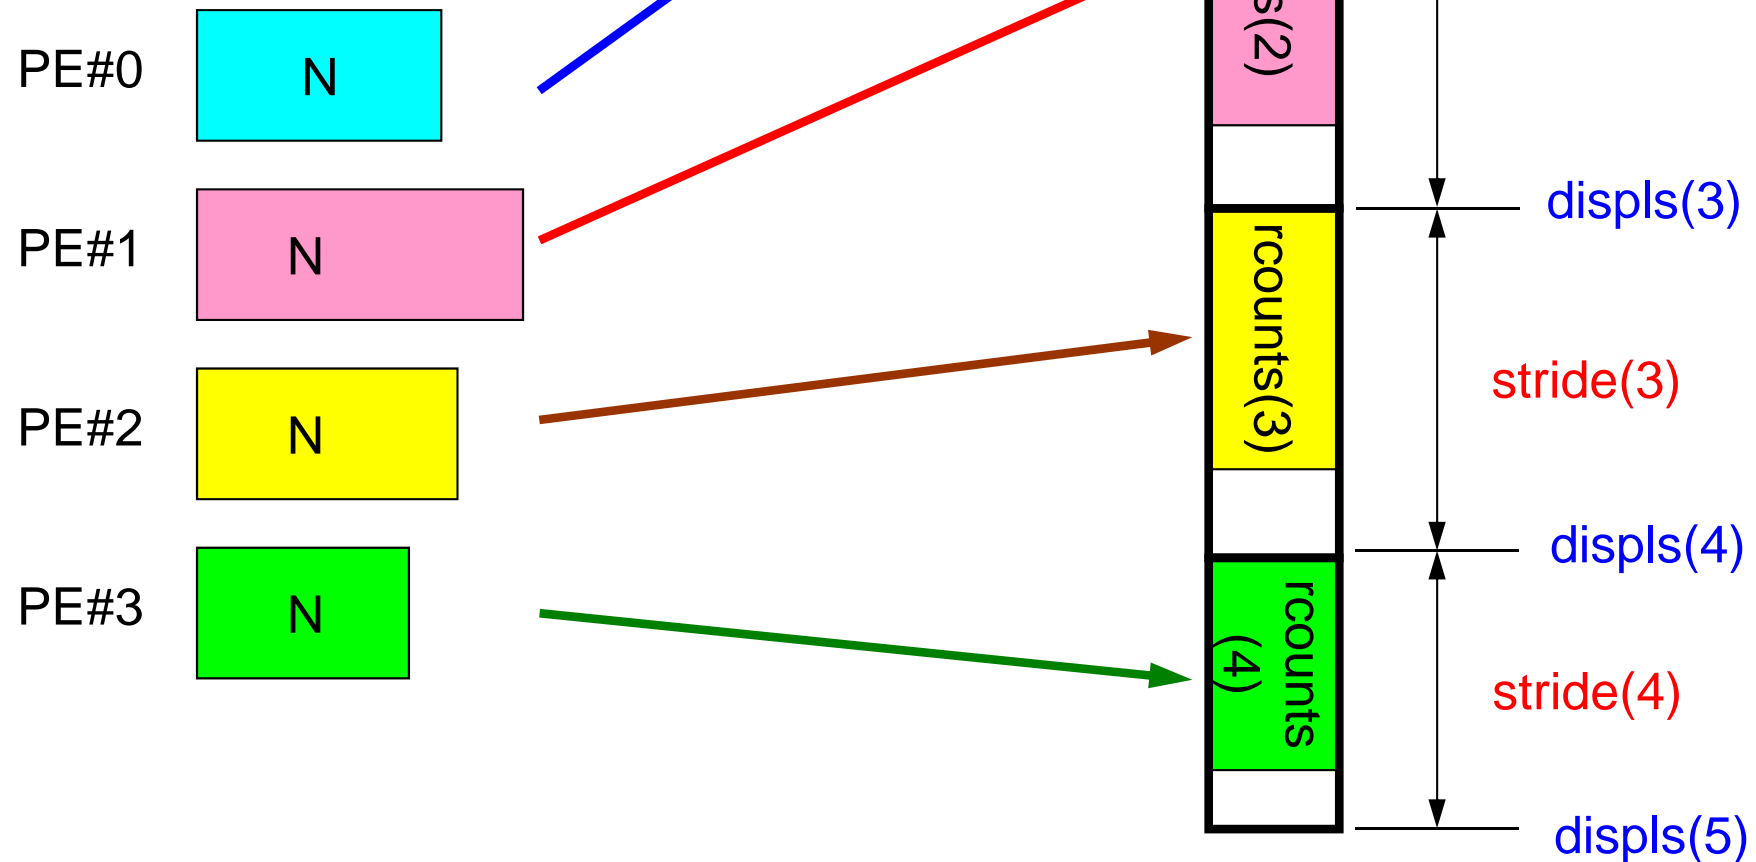 PE#0
N
PE#1
N
PE#2
N
PE#3
N
s(2)
rcounts(3)
rcounts
(4)
displs(3)
stride(3)
displs(4)
stride(4)
displs(5)